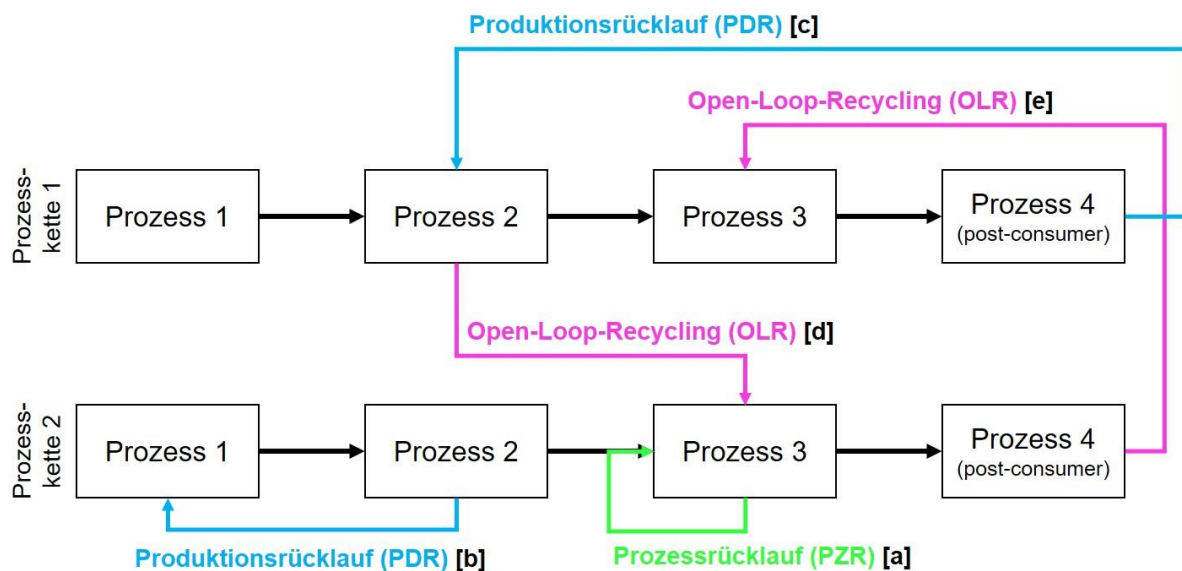 Produktionsrücklauf (PDR) [c]
Open-Loop-Recycling (OLR) [e]
Prozess-
kette 1
Prozess 1
Prozess 2
Prozess 3
Prozess 4
(post-consumer)
Open-Loop-Recycling (OLR) [d]
Prozess-
kette 2
Prozess 1
Prozess 2
Prozess 3
Prozess 4
(post-consumer)
Produktionsrücklauf (PDR) [b]
Prozessrücklauf (PZR) [a]